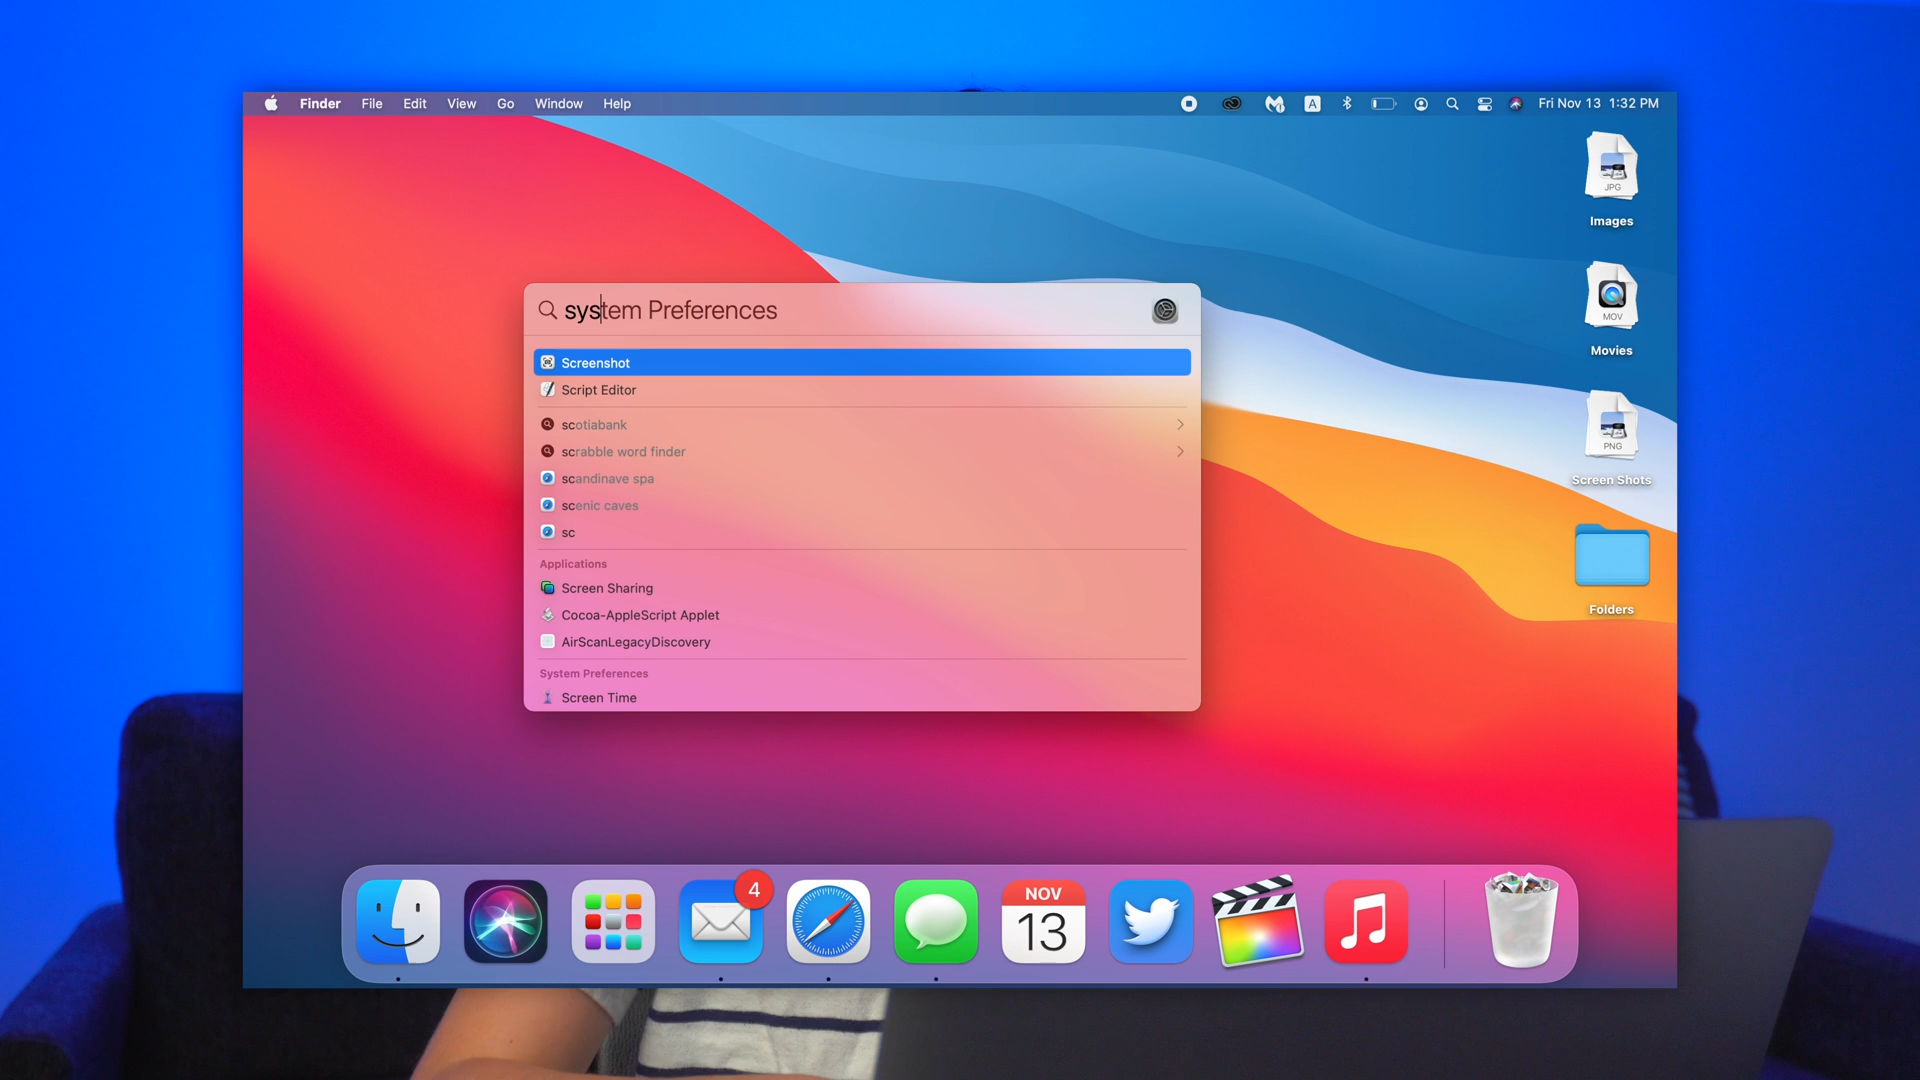 Finder File Edit View Go Window Help A Fri Nov 13 1:32 PM
JPG
Images
MOV
Movies
PNG
Screen Shots
Folders
system Preferences
Screenshot
Script Editor
scotiabank
scrabble word finder
scandinave spa
scenic caves
sc
Applications
Screen Sharing
Cocoa-AppleScript Applet
AirScanLegacyDiscovery
System Preferences
Screen Time
4
NOV
13